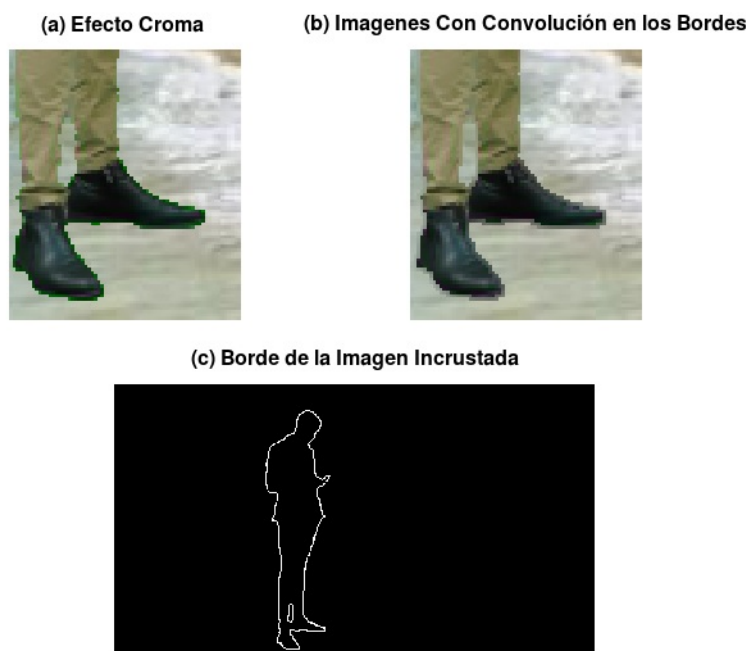 (a) Efecto Croma
(b) Imagenes Con Convolución en los Bordes
(c) Borde de la Imagen Incrustada